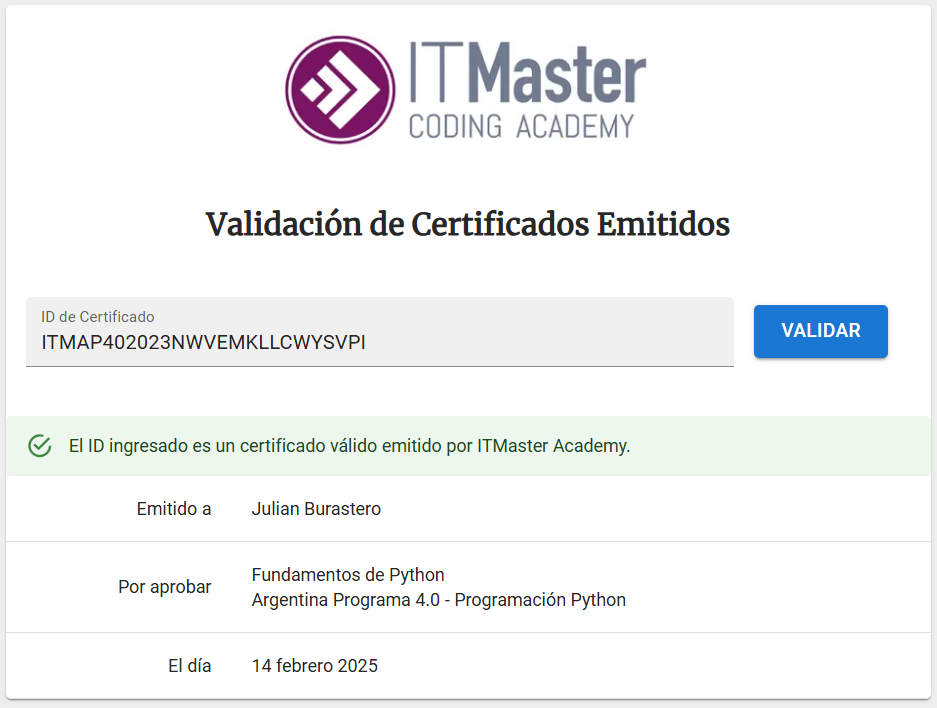 ITMaster
CODING ACADEMY
Validación de Certificados Emitidos
ID de Certificado
ITMAP402023NWVEMKLLCWYSVPI
VALIDAR
El ID ingresado es un certificado válido emitido por ITMaster Academy.
Emitido a Julian Burastero
Por aprobar Fundamentos de Python
Argentina Programa 4.0 - Programación Python
El día 14 febrero 2025